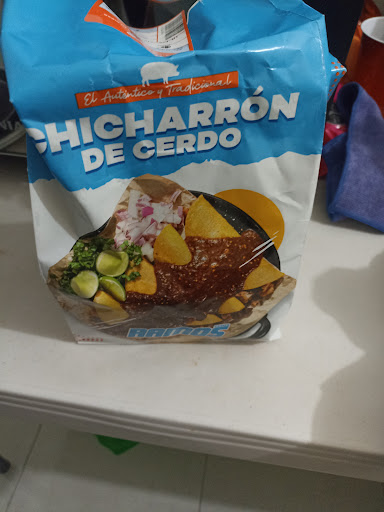 El Auténtico y Tradicional
CHICHARRÓN
DE CERDO